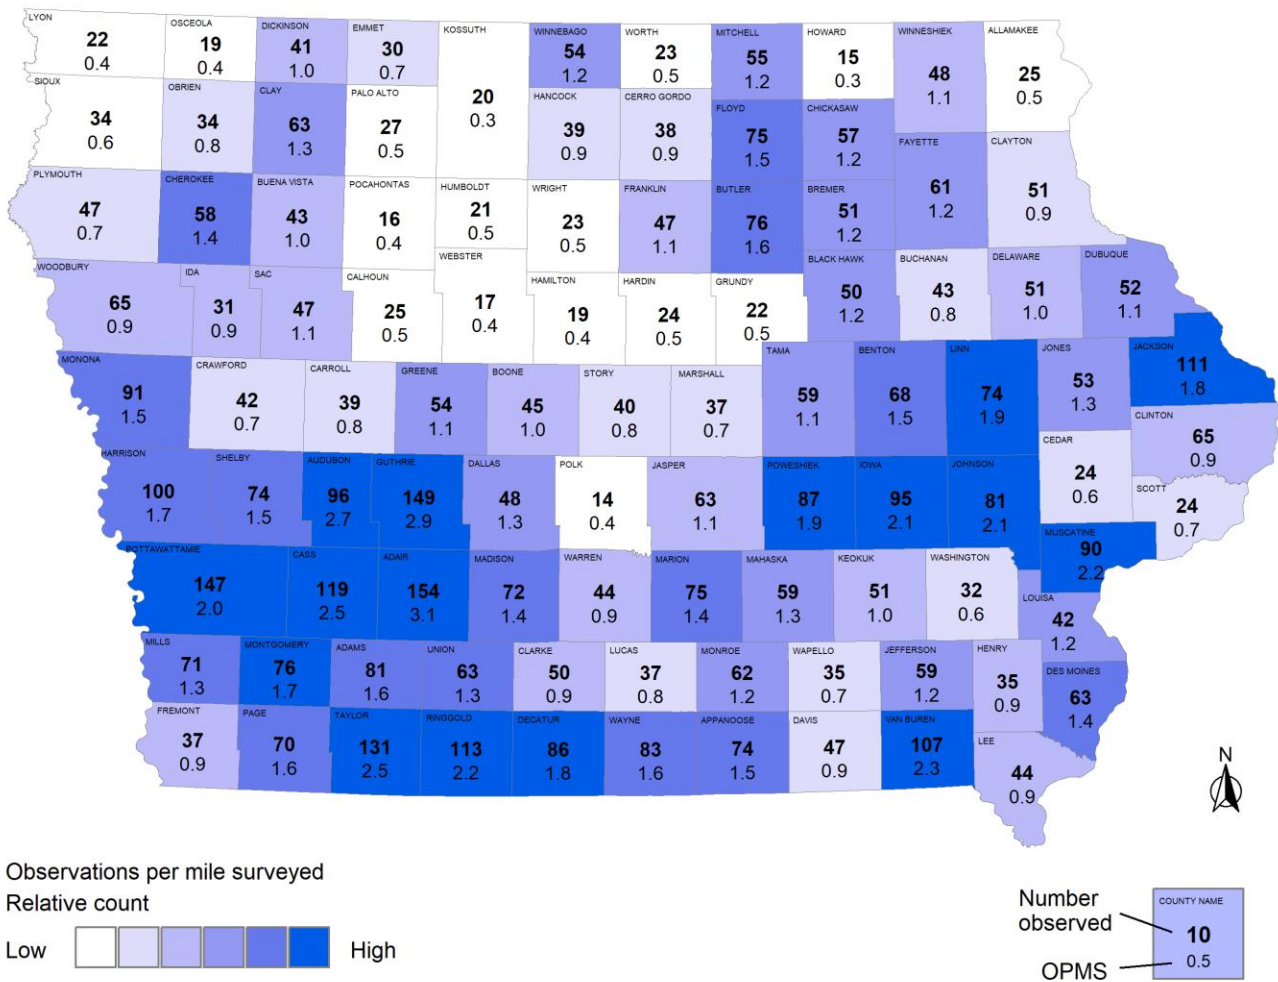 LYON
22
0.4
OSCEOLA
19
0.4
DICKINSON
41
1.0
EMMET
30
0.7
KOSSUTH
20
0.3
WINNEBAGO
54
1.2
WORTH
23
0.5
MITCHELL
55
1.2
HOWARD
15
0.3
WINNESHIEK
48
1.1
ALLAMAKEE
25
0.5
SIOUX
34
0.6
OBRIEN
34
0.8
CLAY
63
1.3
PALO ALTO
27
0.5
HANCOCK
39
0.9
CERRO GORDO
38
0.9
FLOYD
75
1.5
CHICKASAW
57
1.2
FAYETTE
61
1.2
CLAYTON
51
0.9
PLYMOUTH
47
0.7
CHEROKEE
58
1.4
BUENA VISTA
43
1.0
POCAHONTAS
16
0.4
HUMBOLDT
21
0.5
WRIGHT
23
0.5
FRANKLIN
47
1.1
BUTLER
76
1.6
BREMER
51
1.2
WOODBURY
65
0.9
IDA
31
0.9
SAC
47
1.1
CALHOUN
25
0.5
WEBSTER
17
0.4
HAMILTON
19
0.4
HARDIN
24
0.5
GRUNDY
22
0.5
BLACK HAWK
50
1.2
BUCHANAN
43
0.8
DELAWARE
51
1.0
DUBUQUE
52
1.1
MONONA
91
1.5
CRAWFORD
42
0.7
CARROLL
39
0.8
GREENE
54
1.1
BOONE
45
1.0
STORY
40
0.8
MARSHALL
37
0.7
TAMA
59
1.1
BENTON
68
1.5
LINN
74
1.9
JONES
53
1.3
JACKSON
111
1.8
CLINTON
65
0.9
HARRISON
100
1.7
SHELBY
74
1.5
AUDUBON
96
2.7
GUTHRIE
149
2.9
DALLAS
48
1.3
POLK
14
0.4
JASPER
63
1.1
POWESHIEK
87
1.9
IOWA
95
2.1
JOHNSON
81
2.1
CEDAR
24
0.6
SCOTT
24
0.7
MUSCATINE
90
2.2
POTTAWATTAMIE
147
2.0
CASS
119
2.5
ADAIR
154
3.1
MADISON
72
1.4
WARREN
44
0.9
MARION
75
1.4
MAHASKA
59
1.3
KEOKUK
51
1.0
WASHINGTON
32
0.6
LOUISA
42
1.2
MILLS
71
1.3
MONTGOMERY
76
1.7
ADAMS
81
1.6
UNION
63
1.3
CLARKE
50
0.9
LUCAS
37
0.8
MONROE
62
1.2
WAPELLO
35
0.7
JEFFERSON
59
1.2
HENRY
35
0.9
DES MOINES
63
1.4
FREMONT
37
0.9
PAGE
70
1.6
TAYLOR
131
2.5
RINGGOLD
113
2.2
DECATUR
86
1.8
WAYNE
83
1.6
APPANOOSE
74
1.5
DAVIS
47
0.9
VAN BUREN
107
2.3
LEE
44
0.9
N
Observations per mile surveyed
Relative count
Low
High
Number
observed
OPMS
COUNTY NAME
10
0.5